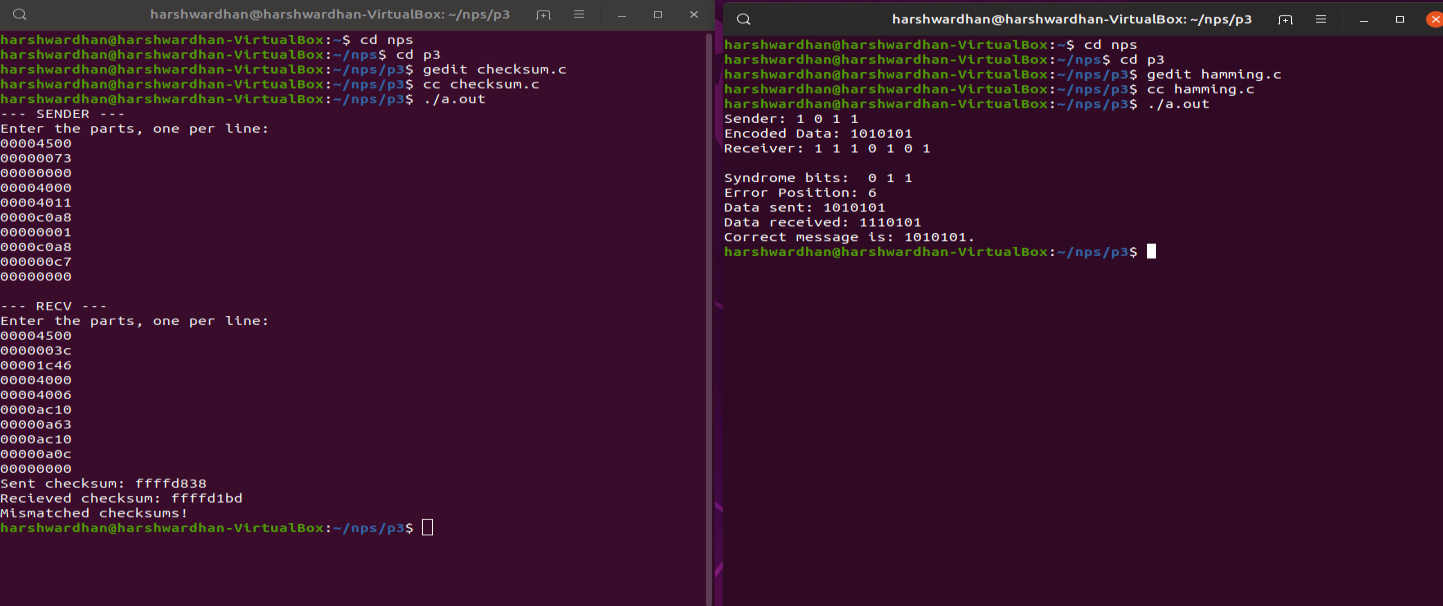 harshwardhan@harshwardhan-VirtualBox: ~/nps/p3
harshwardhan@harshwardhan-VirtualBox:~$ cd nps
harshwardhan@harshwardhan-VirtualBox:~/nps$ cd p3
harshwardhan@harshwardhan-VirtualBox:~/nps/p3$ gedit checksum.c
harshwardhan@harshwardhan-VirtualBox:~/nps/p3$ cc checksum.c
harshwardhan@harshwardhan-VirtualBox:~/nps/p3$ ./a.out
--- SENDER ---
Enter the parts, one per line:
00004500
00000073
00000000
00004000
00004011
0000c0a8
00000001
0000c0a8
000000c7
00000000

--- RECV ---
Enter the parts, one per line:
00004500
0000003c
00001c46
00004000
00004006
0000ac10
00000a63
0000ac10
00000a0c
00000000
Sent checksum: ffffd838
Recieved checksum: ffffd1bd
Mismatched checksums!
harshwardhan@harshwardhan-VirtualBox:~/nps/p3$
harshwardhan@harshwardhan-VirtualBox: ~/nps/p3
harshwardhan@harshwardhan-VirtualBox:~$ cd nps
harshwardhan@harshwardhan-VirtualBox:~/nps$ cd p3
harshwardhan@harshwardhan-VirtualBox:~/nps/p3$ gedit hamming.c
harshwardhan@harshwardhan-VirtualBox:~/nps/p3$ cc hamming.c
harshwardhan@harshwardhan-VirtualBox:~/nps/p3$ ./a.out
Sender: 1 0 1 1
Encoded Data: 1010101
Receiver: 1 1 1 0 1 0 1

Syndrome bits:  0 1 1
Error Position: 6
Data sent: 1010101
Data received: 1110101
Correct message is: 1010101.
harshwardhan@harshwardhan-VirtualBox:~/nps/p3$